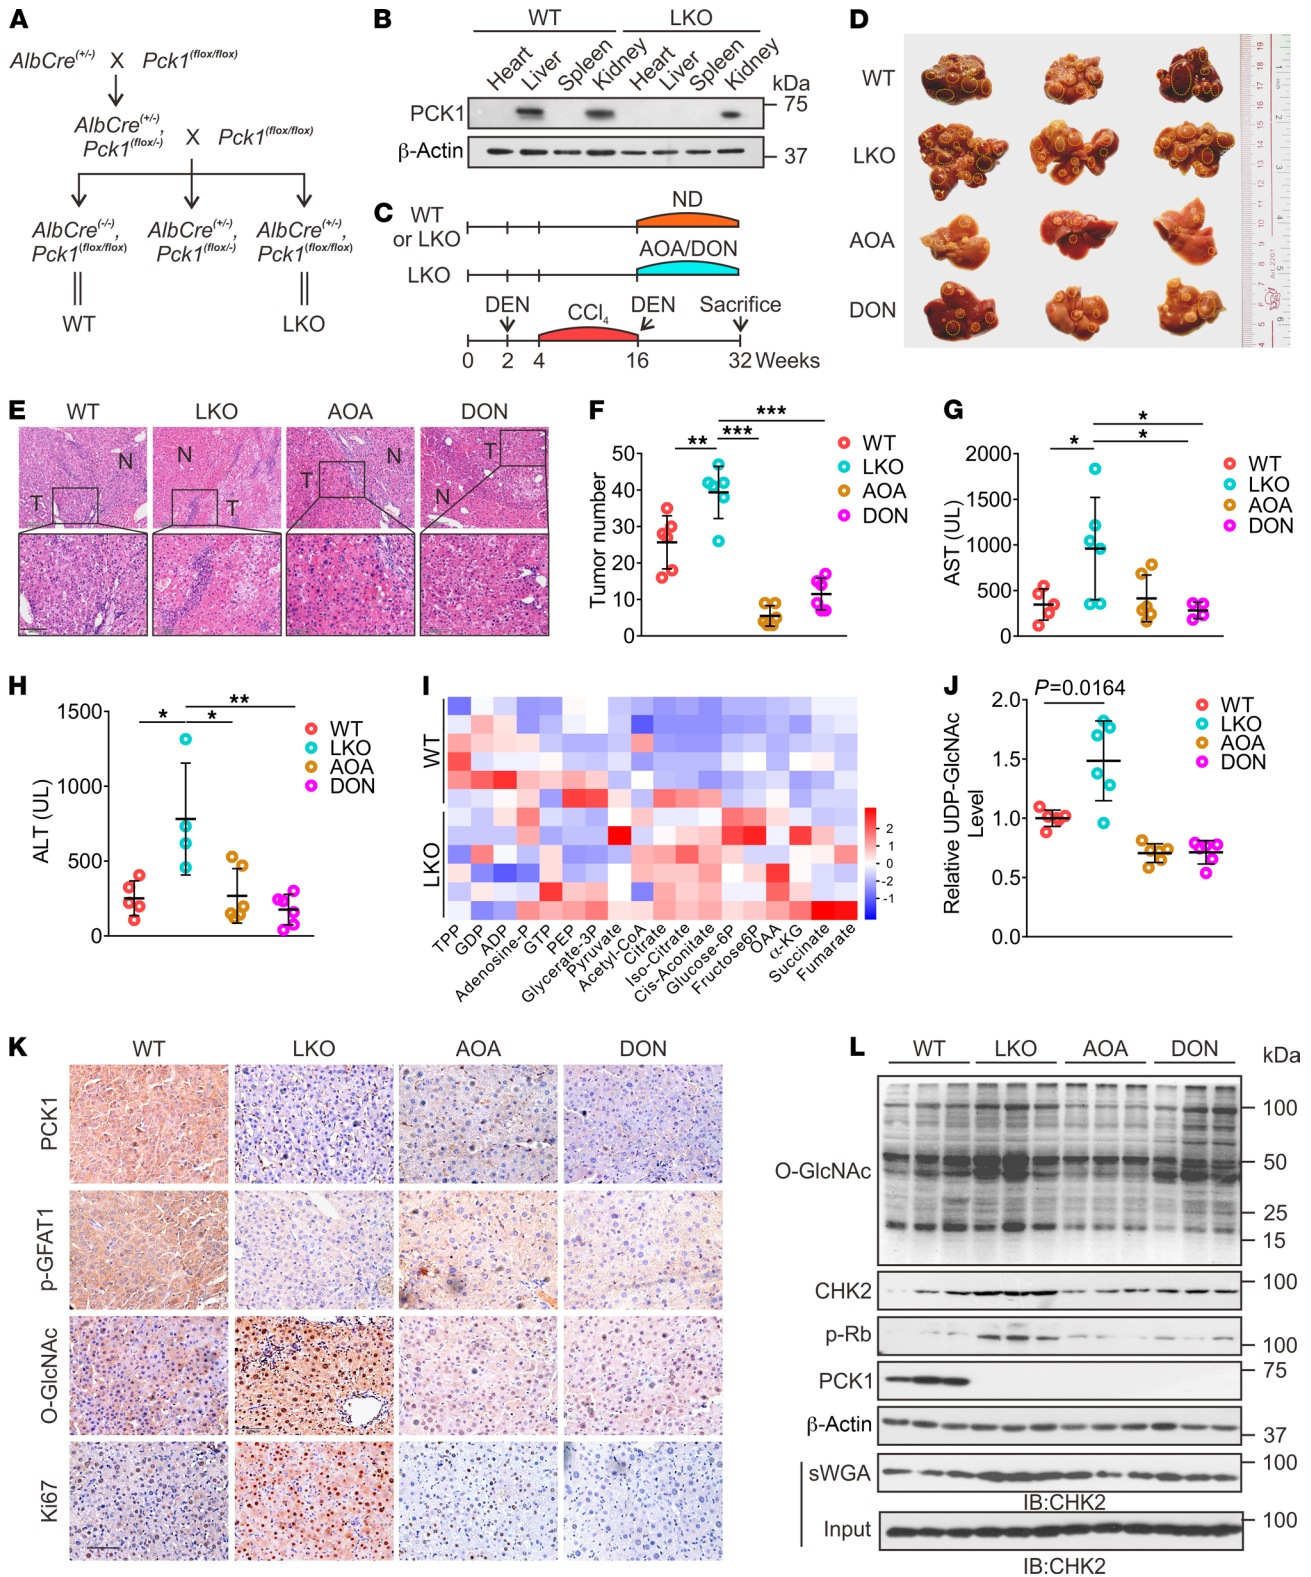 A
AlbCre(+/-) X Pck1(flox/flox)
AlbCre(+/-),
Pck1(flox/-) X Pck1(flox/flox)
AlbCre(-/-), AlbCre(+/-), AlbCre(+/-),
Pck1(flox/flox) Pck1(flox/-) Pck1(flox/flox)
WT LKO
B
WT LKO
Heart Liver Spleen Kidney Heart Liver Spleen Kidney
kDa
PCK1 75
β-Actin 37
C
WT or LKO ND
LKO AOA/DON
DEN CCl4 DEN Sacrifice
0 2 4 16 32 Weeks
D
WT
LKO
AOA
DON
E
WT LKO AOA DON
N N N T
T T T N
F
** *** ***
Tumor number
50
40
30
20
10
0
WT
LKO
AOA
DON
G
* * *
AST (UL)
2000
1500
1000
500
0
WT
LKO
AOA
DON
H
* * **
ALT (UL)
1500
1000
500
0
WT
LKO
AOA
DON
I
WT
LKO
2
1
0
-1
TPP GDP ADP Adenosine-P GTP PEP Glycerate-3P Pyruvate Acetyl-CoA Citrate Iso-Citrate Cis-Aconitate Glucose-6P Fructose6P OAA α-KG Succinate Fumarate
J
P=0.0164
Relative UDP-GlcNAc
Level
2.0
1.5
1.0
0.5
0.0
WT
LKO
AOA
DON
K
WT LKO AOA DON
PCK1
p-GFAT1
O-GlcNAc
Ki67
L
WT LKO AOA DON kDa
O-GlcNAc
100
50
25
15
CHK2 100
p-Rb 100
PCK1 75
β-Actin 37
sWGA 100
IB:CHK2
Input 100
IB:CHK2